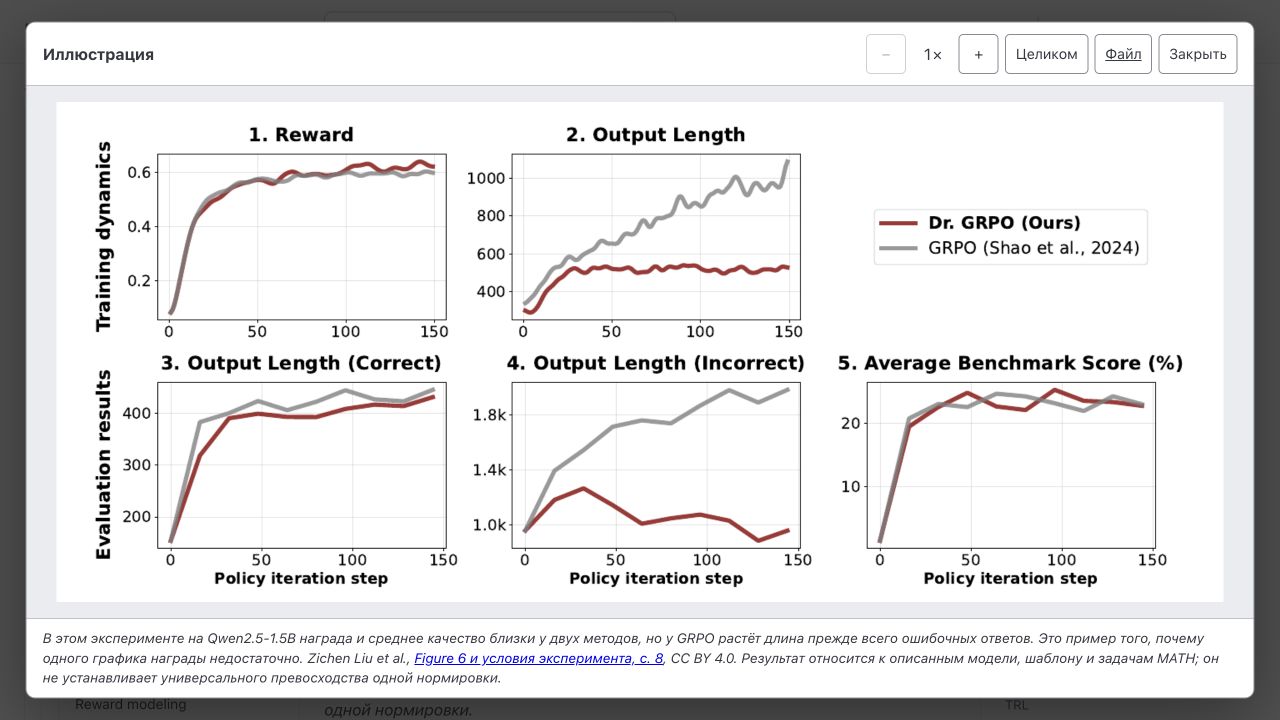 Иллюстрация
−
1×
+
Целиком
Файл
Закрыть
1. Reward
Training dynamics
0.6
0.4
0.2
0 50 100 150
2. Output Length
1000
800
600
400
0 50 100 150
Dr. GRPO (Ours)
GRPO (Shao et al., 2024)
3. Output Length (Correct)
Evaluation results
400
300
200
0 50 100 150
Policy iteration step
4. Output Length (Incorrect)
1.8k
1.4k
1.0k
0 50 100 150
Policy iteration step
5. Average Benchmark Score (%)
20
10
0 50 100 150
Policy iteration step
В этом эксперименте на Qwen2.5-1.5B награда и среднее качество близки у двух методов, но у GRPO растёт длина прежде всего ошибочных ответов. Это пример того, почему
одного графика награды недостаточно. Zichen Liu et al., Figure 6 и условия эксперимента, с. 8, CC BY 4.0. Результат относится к описанным модели, шаблону и задачам MATH; он
не устанавливает универсального превосходства одной нормировки.
Reward modeling
одной нормировки.
TRL